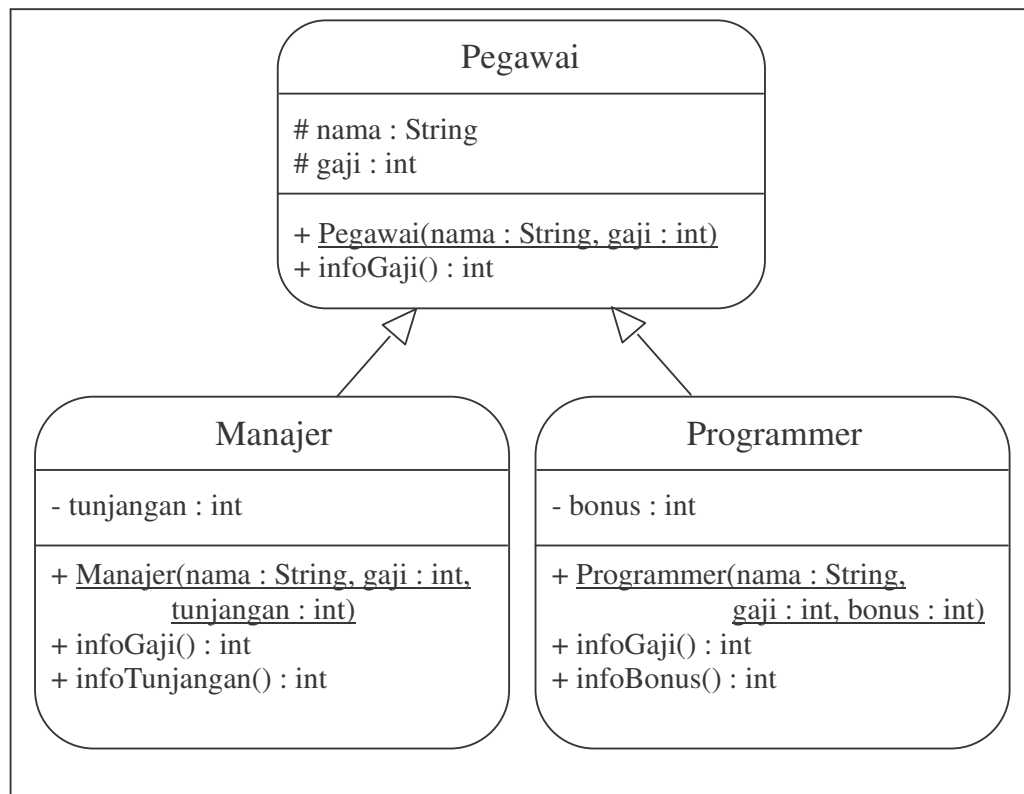 Pegawai
# nama : String
# gaji : int
+ Pegawai(nama : String, gaji : int)
+ infoGaji() : int
Manajer
- tunjangan : int
+ Manajer(nama : String, gaji : int,
tunjangan : int)
+ infoGaji() : int
+ infoTunjangan() : int
Programmer
- bonus : int
+ Programmer(nama : String,
gaji : int, bonus : int)
+ infoGaji() : int
+ infoBonus() : int